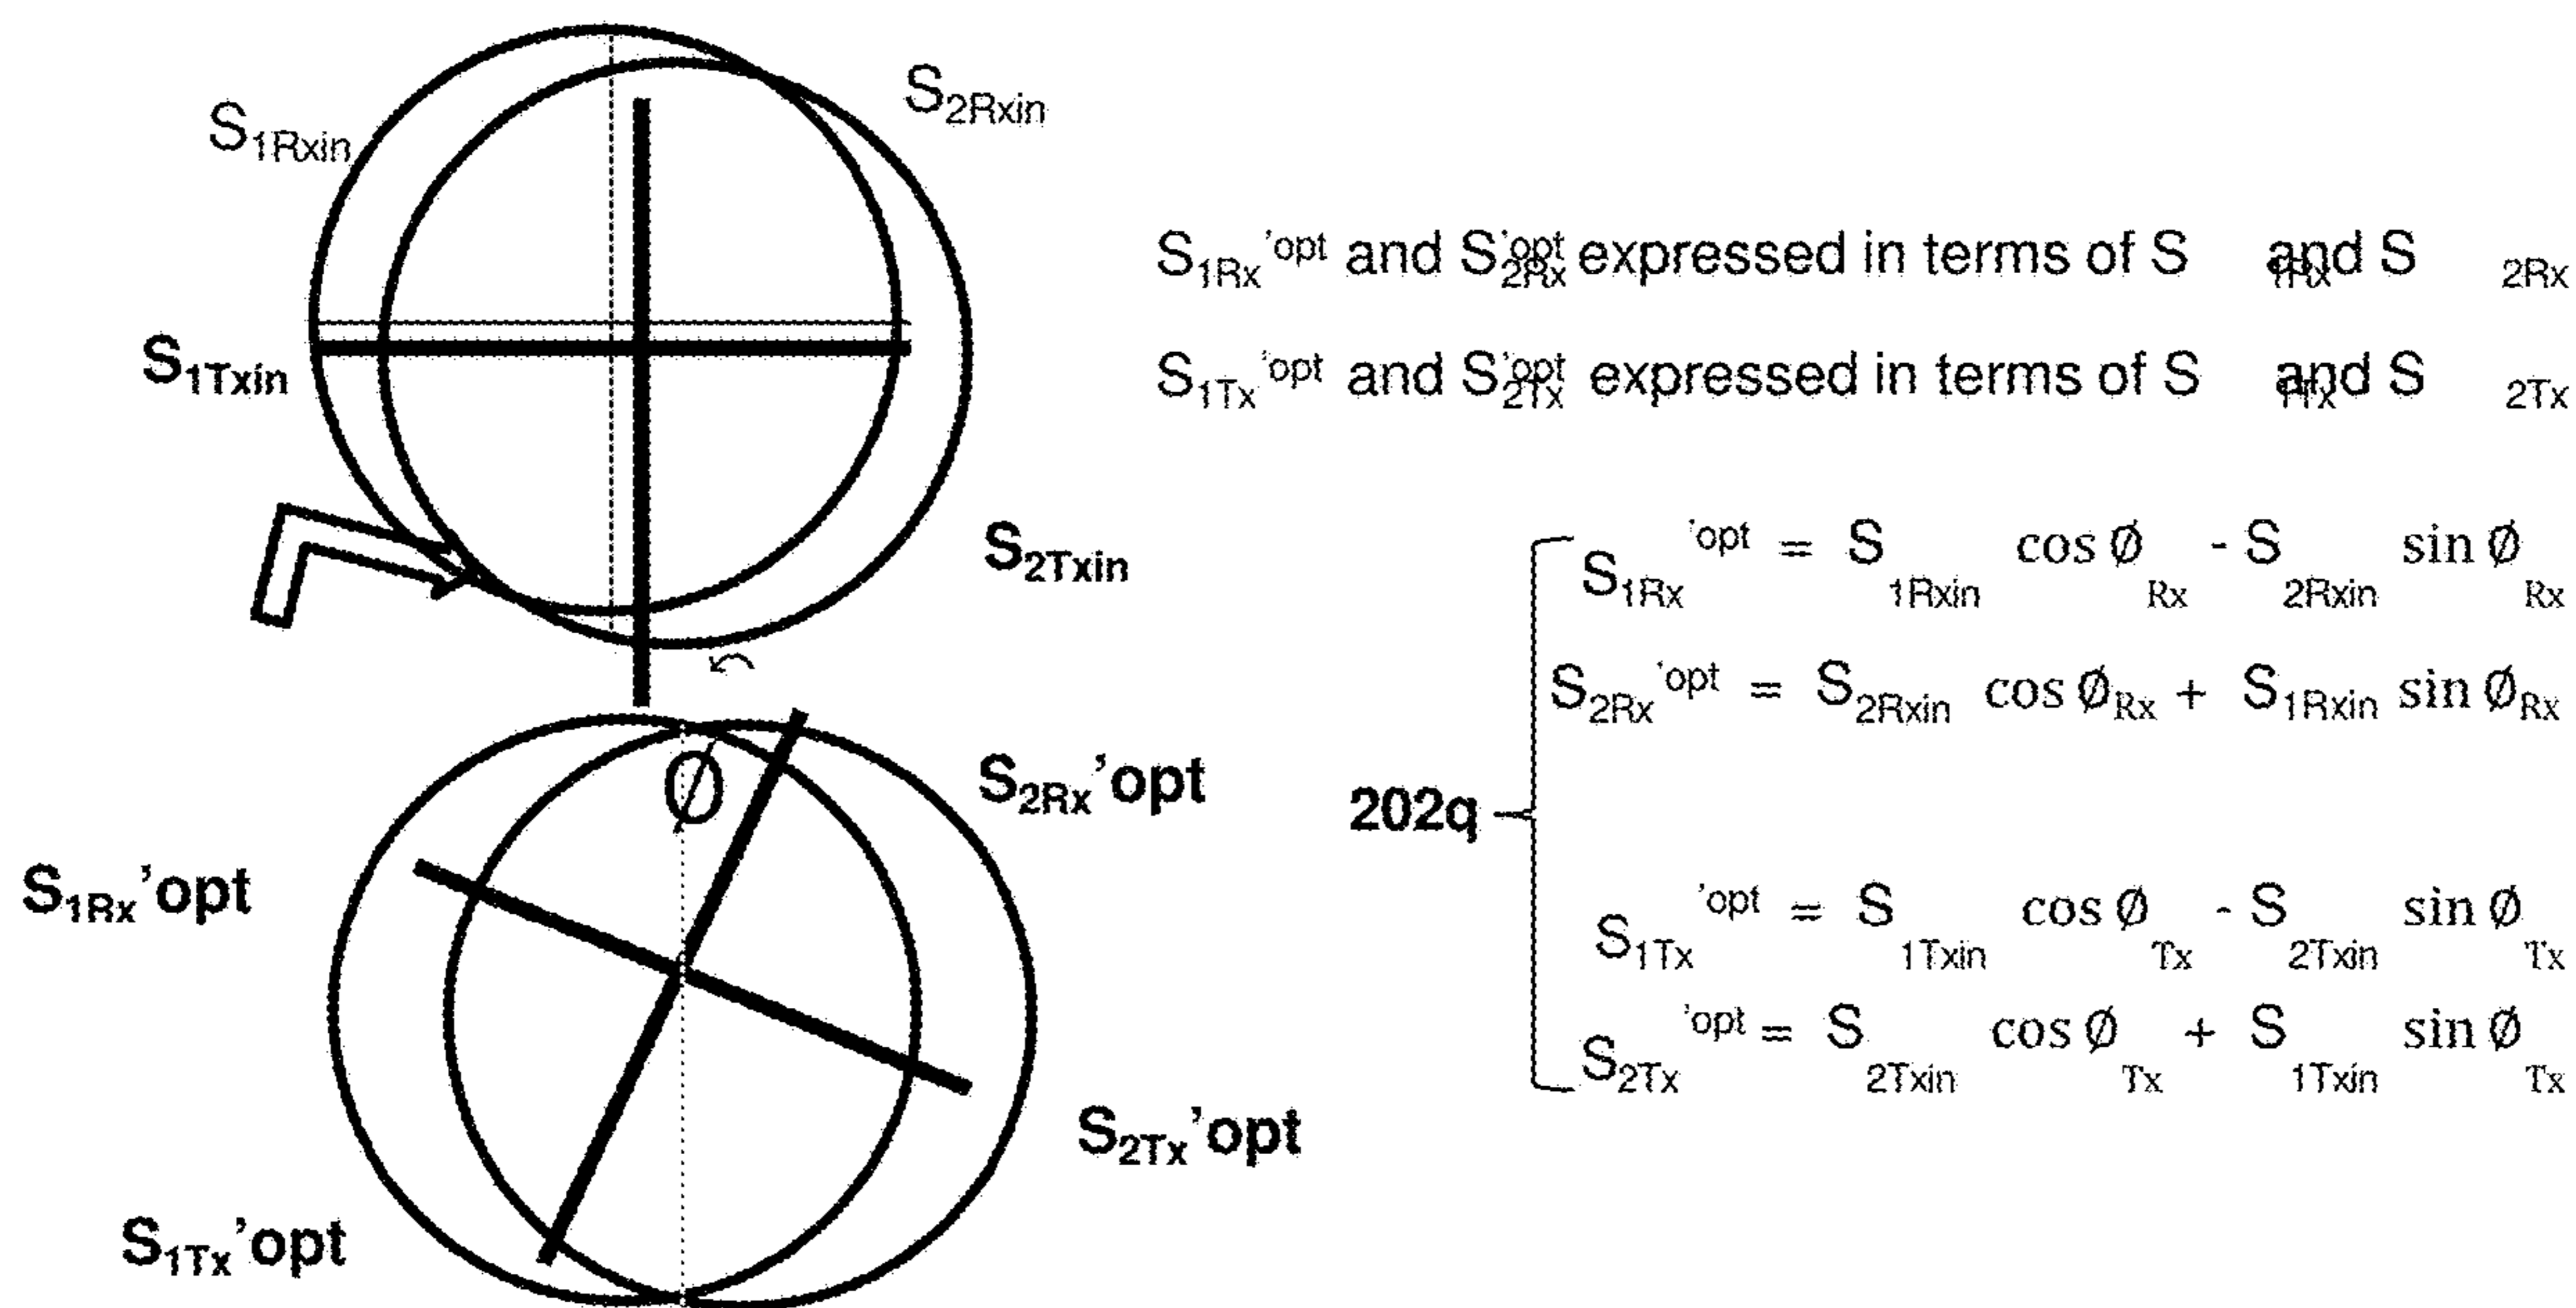 S1Rxin
S2Rxin
S1Txin
S2Txin
S1Rx'opt and S2Rx'opt expressed in terms of S1Rx and S2Rx
S1Tx'opt and S2Tx'opt expressed in terms of S1Tx and S2Tx
S1Rx'opt = S1Rxin cos ØRx - S2Rxin sin ØRx
S2Rx'opt = S2Rxin cos ØRx + S1Rxin sin ØRx
202q
S1Tx'opt = S1Txin cos ØTx - S2Txin sin ØTx
S2Tx'opt = S2Txin cos ØTx + S1Txin sin ØTx
Ø
S2Rx'opt
S1Rx'opt
S2Tx'opt
S1Tx'opt